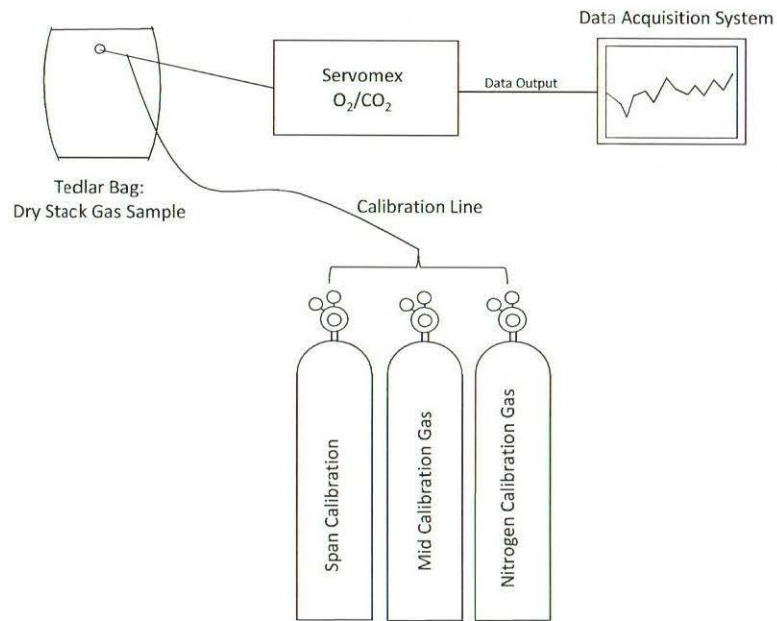 Data Acquisition System
Servomex
O₂/CO₂
Data Output
Tedlar Bag:
Dry Stack Gas Sample
Calibration Line
Span Calibration
Mid Calibration Gas
Nitrogen Calibration Gas